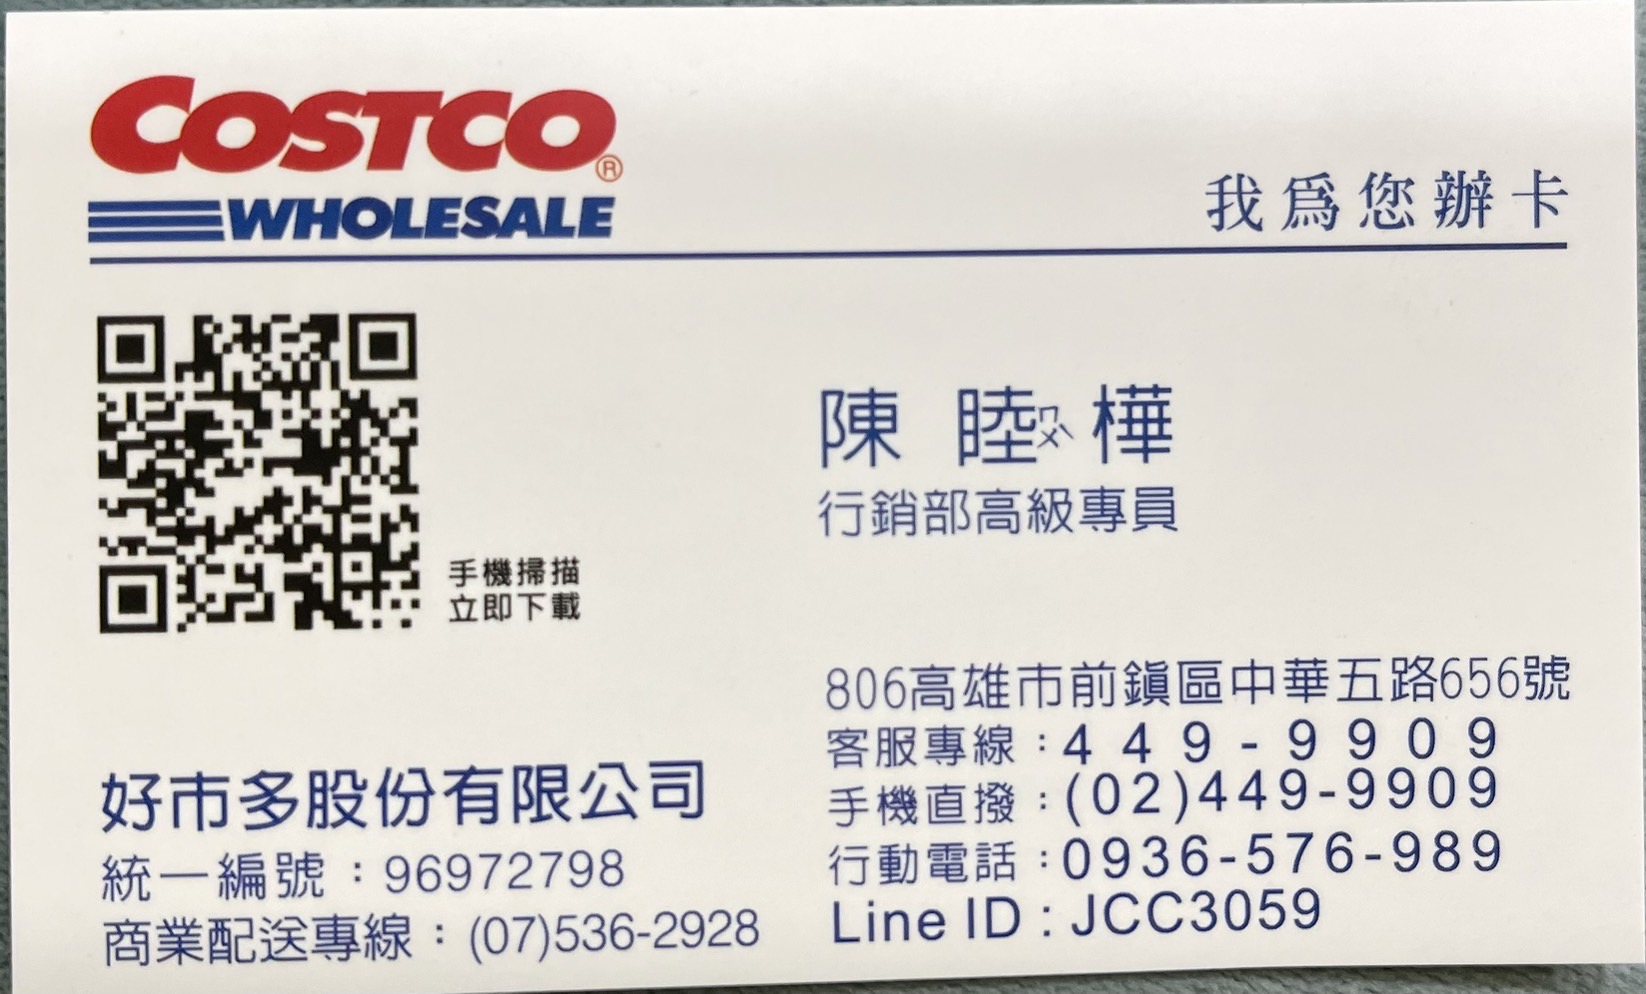 COSTCO®
WHOLESALE
我為您辦卡
手機掃描
立即下載
陳睦ㄇㄨˋ樺
行銷部高級專員
好市多股份有限公司
統一編號：96972798
商業配送專線：(07)536-2928
806高雄市前鎮區中華五路656號
客服專線：449-9909
手機直撥：(02)449-9909
行動電話：0936-576-989
Line ID：JCC3059